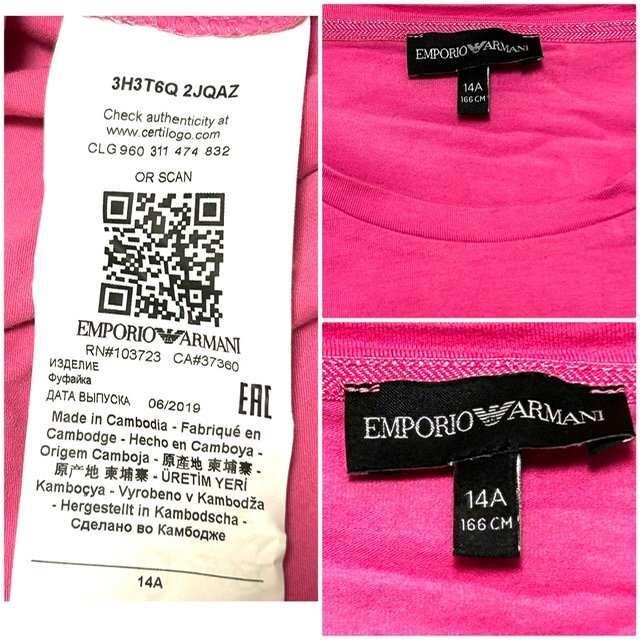 3H3T6Q 2JQAZ
Check authenticity at
www.certilogo.com
CLG 960 311 474 832
OR SCAN
EMPORIO ARMANI
RN#103723 CA#37360
ИЗДЕЛИЕ
Фуфайка
ДАТА ВЫПУСКА 06/2019
EAC
Made in Cambodia - Fabriqué en
Cambodge - Hecho en Camboya -
Origem Camboja - 原產地 柬埔寨 -
原产地 柬埔寨 - ÜRETİM YERİ
Kamboçya - Vyrobeno v Kambodža
- Hergestellt in Kambodscha -
Сделано во Камбодже
14A
EMPORIO ARMANI
14A
166 CM
EMPORIO ARMANI
14A
166 CM